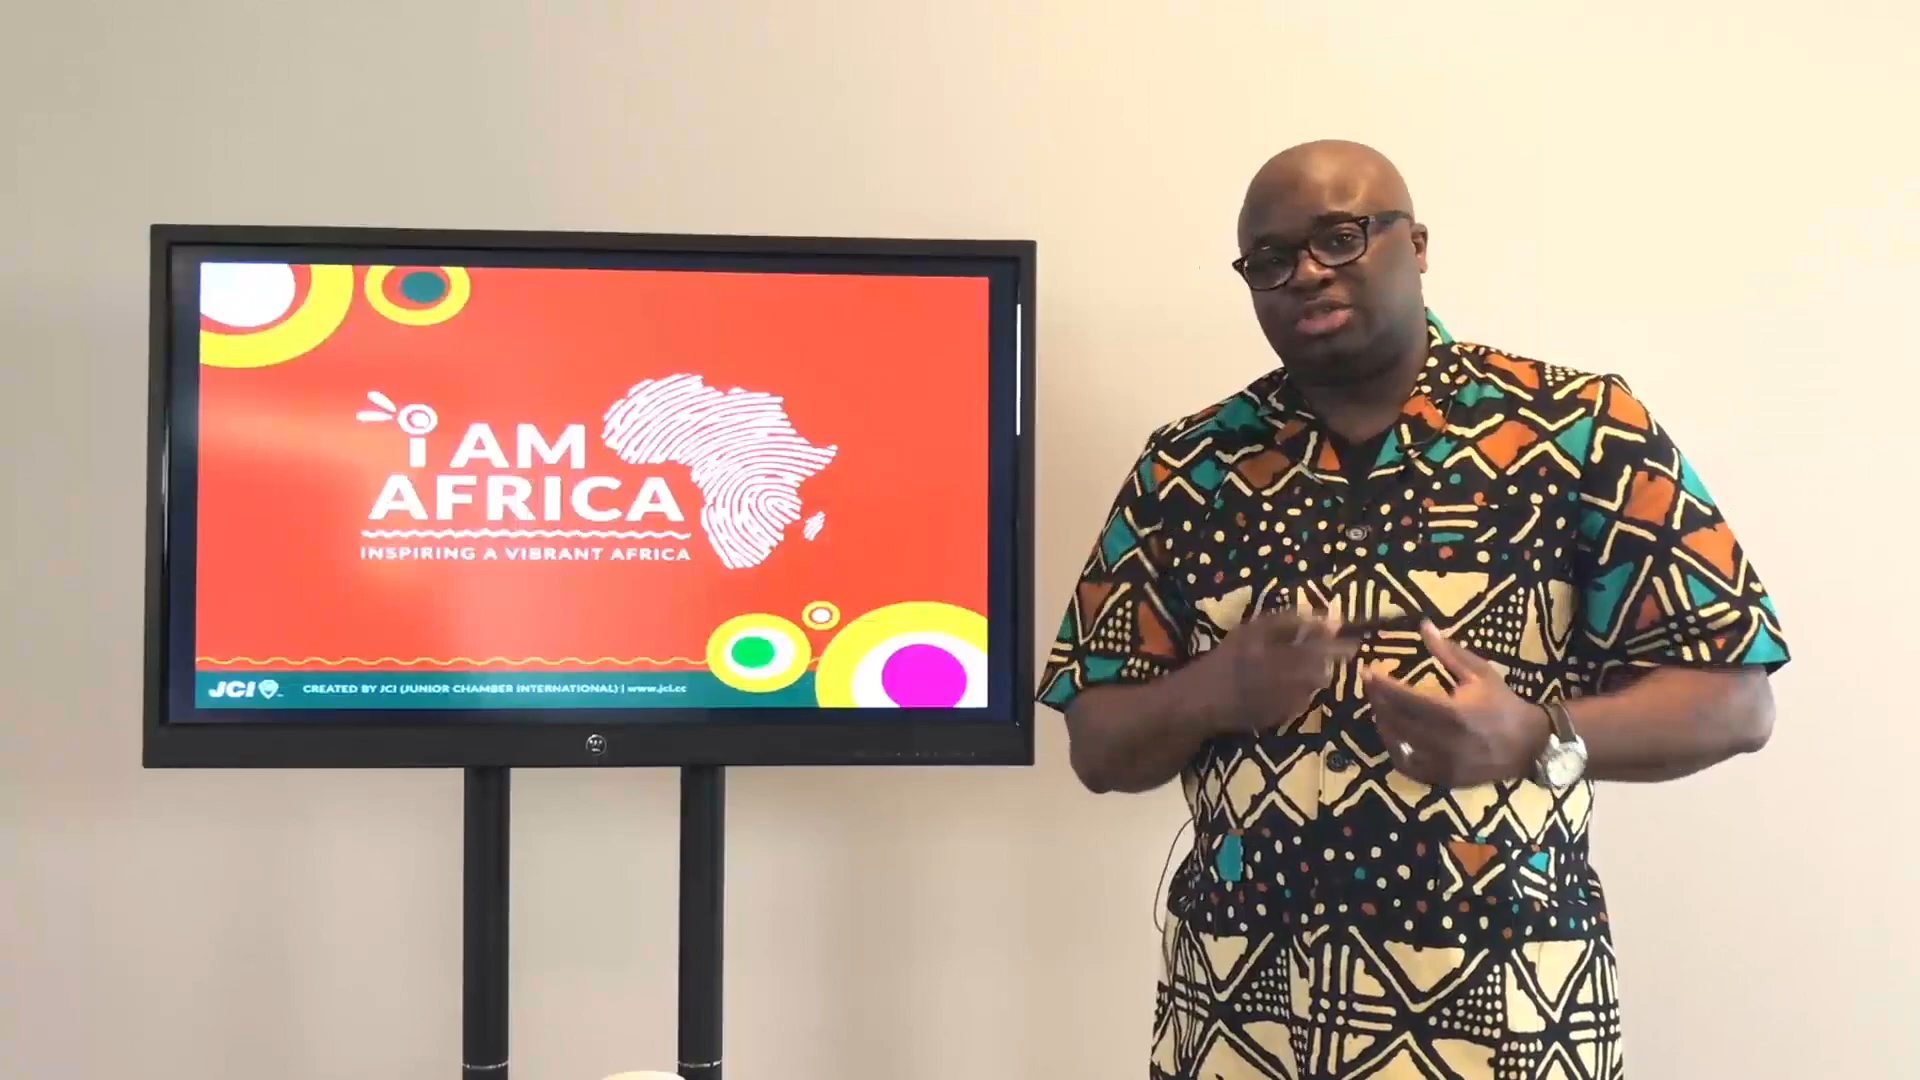 i AM
AFRICA
INSPIRING A VIBRANT AFRICA
JCI
CREATED BY JCI (JUNIOR CHAMBER INTERNATIONAL) | www.jci.cc